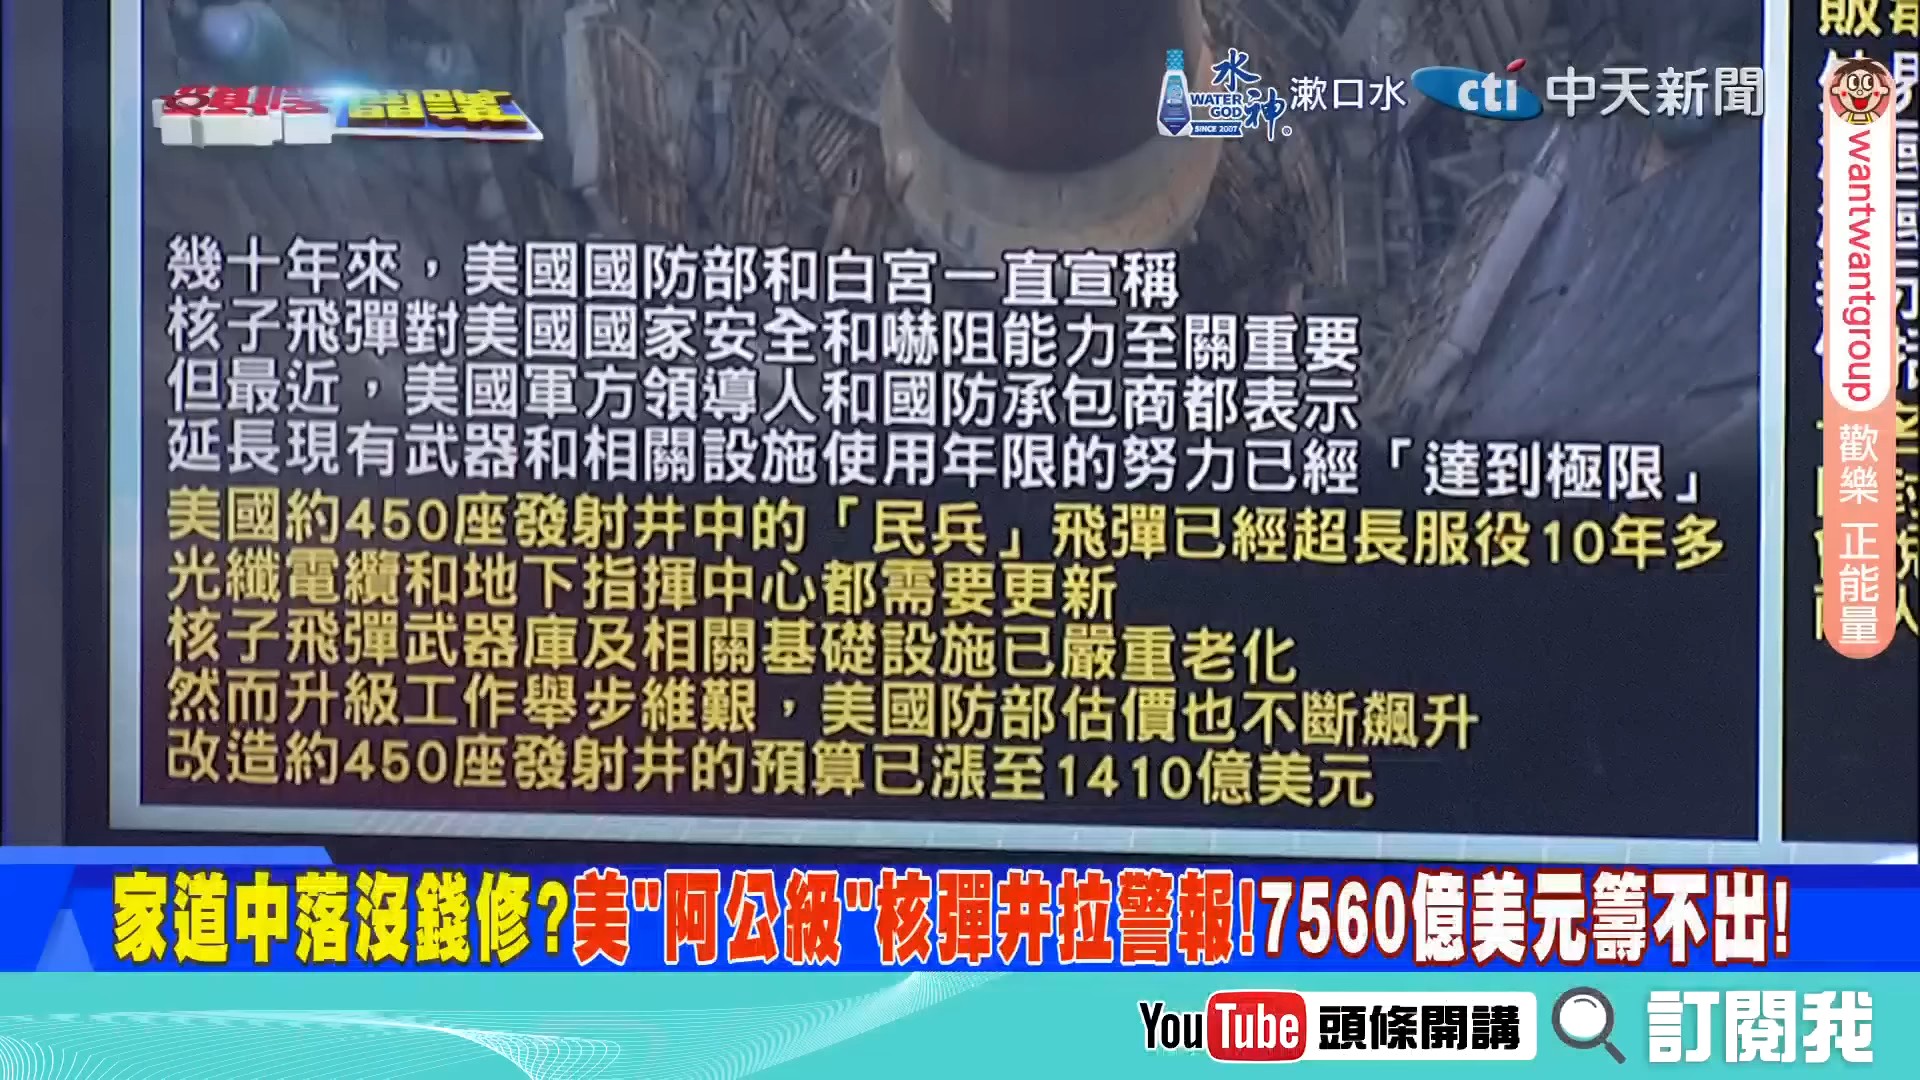 頭條開講
水神
WATER GOD
SINCE 2007
漱口水
cti 中天新聞
wantwantgroup
歡樂 正能量
幾十年來，美國國防部和白宮一直宣稱
核子飛彈對美國國家安全和嚇阻能力至關重要
但最近，美國軍方領導人和國防承包商都表示
延長現有武器和相關設施使用年限的努力已經「達到極限」
美國約450座發射井中的「民兵」飛彈已經超長服役10年多
光纖電纜和地下指揮中心都需要更新
核子飛彈武器庫及相關基礎設施已嚴重老化
然而升級工作舉步維艱，美國防部估價也不斷飆升
改造約450座發射井的預算已漲至1410億美元
家道中落沒錢修?美"阿公級"核彈井拉警報!7560億美元籌不出!
YouTube 頭條開講 訂閱我